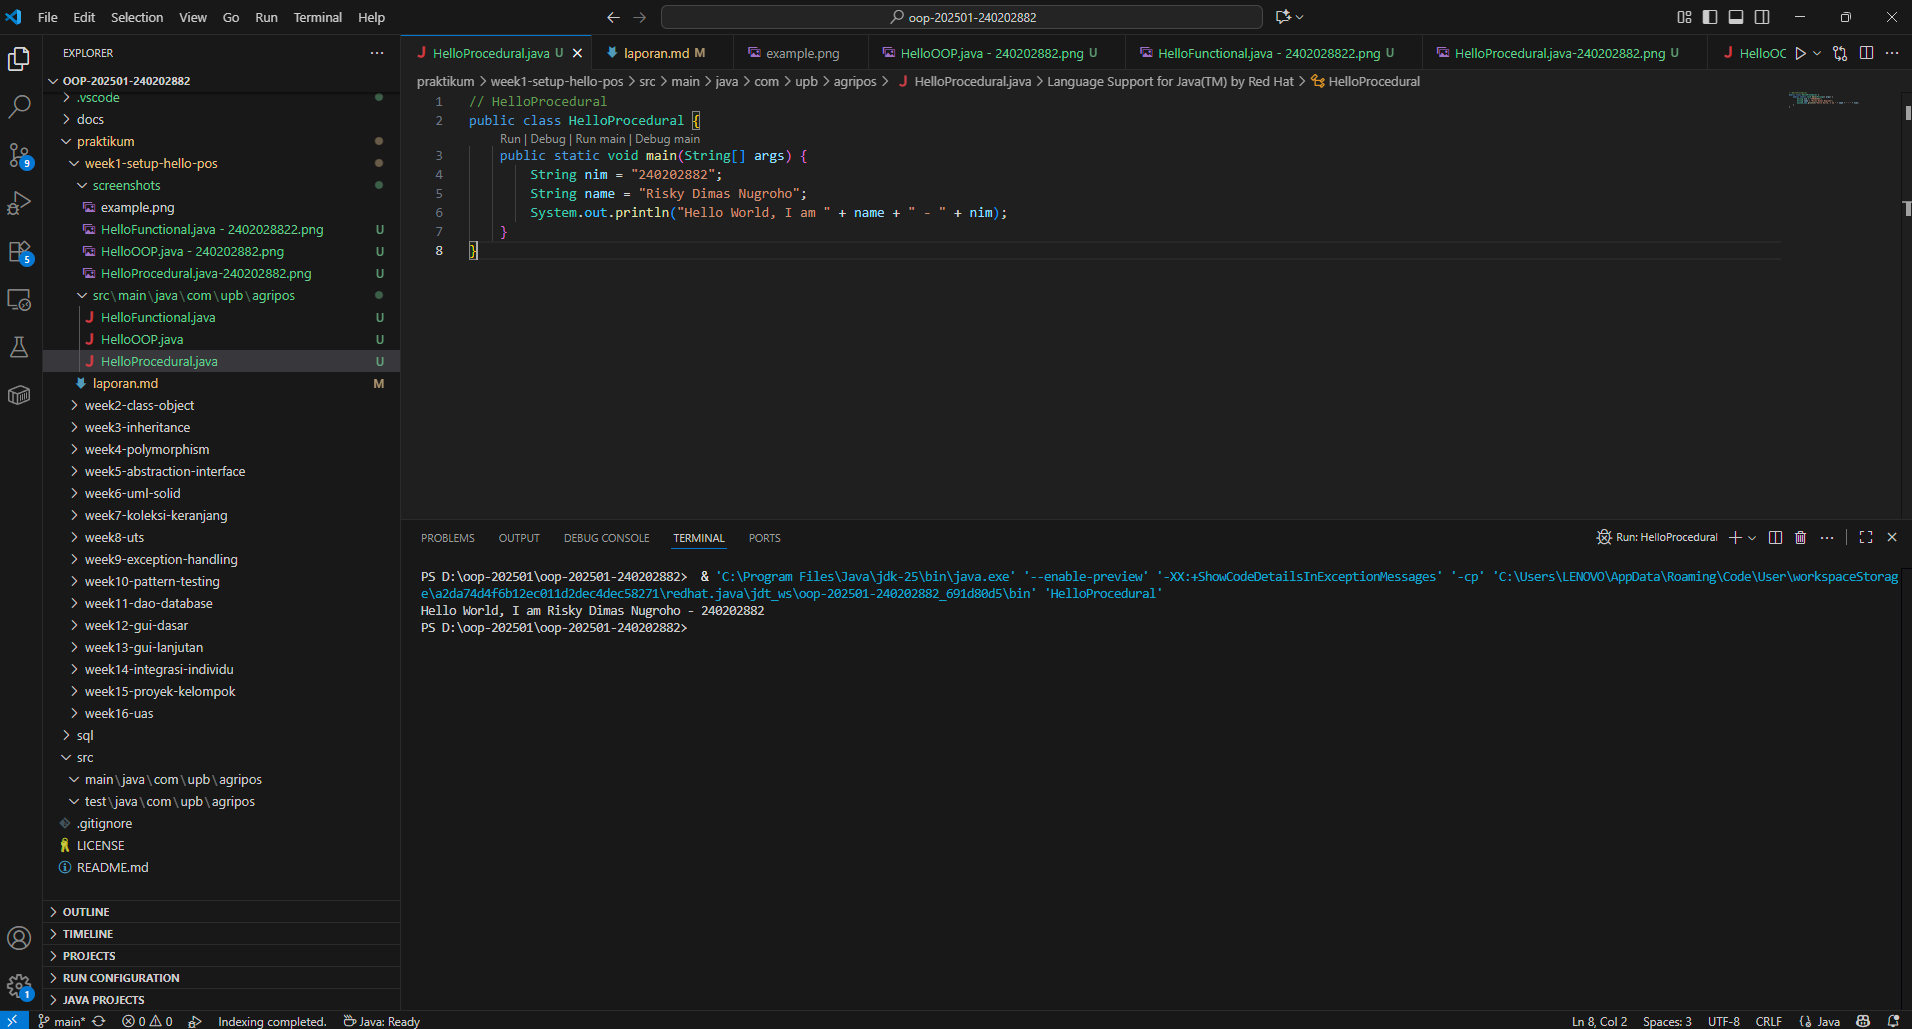 File Edit Selection View Go Run Terminal Help
oop-202501-240202882
EXPLORER
OOP-202501-240202882
.vscode
docs
praktikum
week1-setup-hello-pos
screenshots
example.png
HelloFunctional.java - 2402028822.png U
HelloOOP.java - 240202882.png U
HelloProcedural.java-240202882.png U
src\main\java\com\upb\agripos
HelloFunctional.java U
HelloOOP.java U
HelloProcedural.java U
laporan.md M
week2-class-object
week3-inheritance
week4-polymorphism
week5-abstraction-interface
week6-uml-solid
week7-koleksi-keranjang
week8-uts
week9-exception-handling
week10-pattern-testing
week11-dao-database
week12-gui-dasar
week13-gui-lanjutan
week14-integrasi-individu
week15-proyek-kelompok
week16-uas
sql
src
main\java\com\upb\agripos
test\java\com\upb\agripos
.gitignore
LICENSE
README.md
OUTLINE
TIMELINE
PROJECTS
RUN CONFIGURATION
JAVA PROJECTS
9
5
1
HelloProcedural.java U
laporan.md M
example.png
HelloOOP.java - 240202882.png U
HelloFunctional.java - 2402028822.png U
HelloProcedural.java-240202882.png U
HelloOC
praktikum > week1-setup-hello-pos > src > main > java > com > upb > agripos > HelloProcedural.java > Language Support for Java(TM) by Red Hat > HelloProcedural
1 // HelloProcedural
2 public class HelloProcedural {
Run | Debug | Run main | Debug main
3 public static void main(String[] args) {
4 String nim = "240202882";
5 String name = "Risky Dimas Nugroho";
6 System.out.println("Hello World, I am " + name + " - " + nim);
7 }
8 }
PROBLEMS OUTPUT DEBUG CONSOLE TERMINAL PORTS
Run: HelloProcedural
PS D:\oop-202501\oop-202501-240202882> & 'C:\Program Files\Java\jdk-25\bin\java.exe' '--enable-preview' '-XX:+ShowCodeDetailsInExceptionMessages' '-cp' 'C:\Users\LENOVO\AppData\Roaming\Code\User\workspaceStorag
e\a2da74d4f6b12ec011d2dec4dec58271\redhat.java\jdt_ws\oop-202501-240202882_691d80d5\bin' 'HelloProcedural'
Hello World, I am Risky Dimas Nugroho - 240202882
PS D:\oop-202501\oop-202501-240202882>
main* 0 0 Indexing completed. Java: Ready
Ln 8, Col 2 Spaces: 3 UTF-8 CRLF {} Java